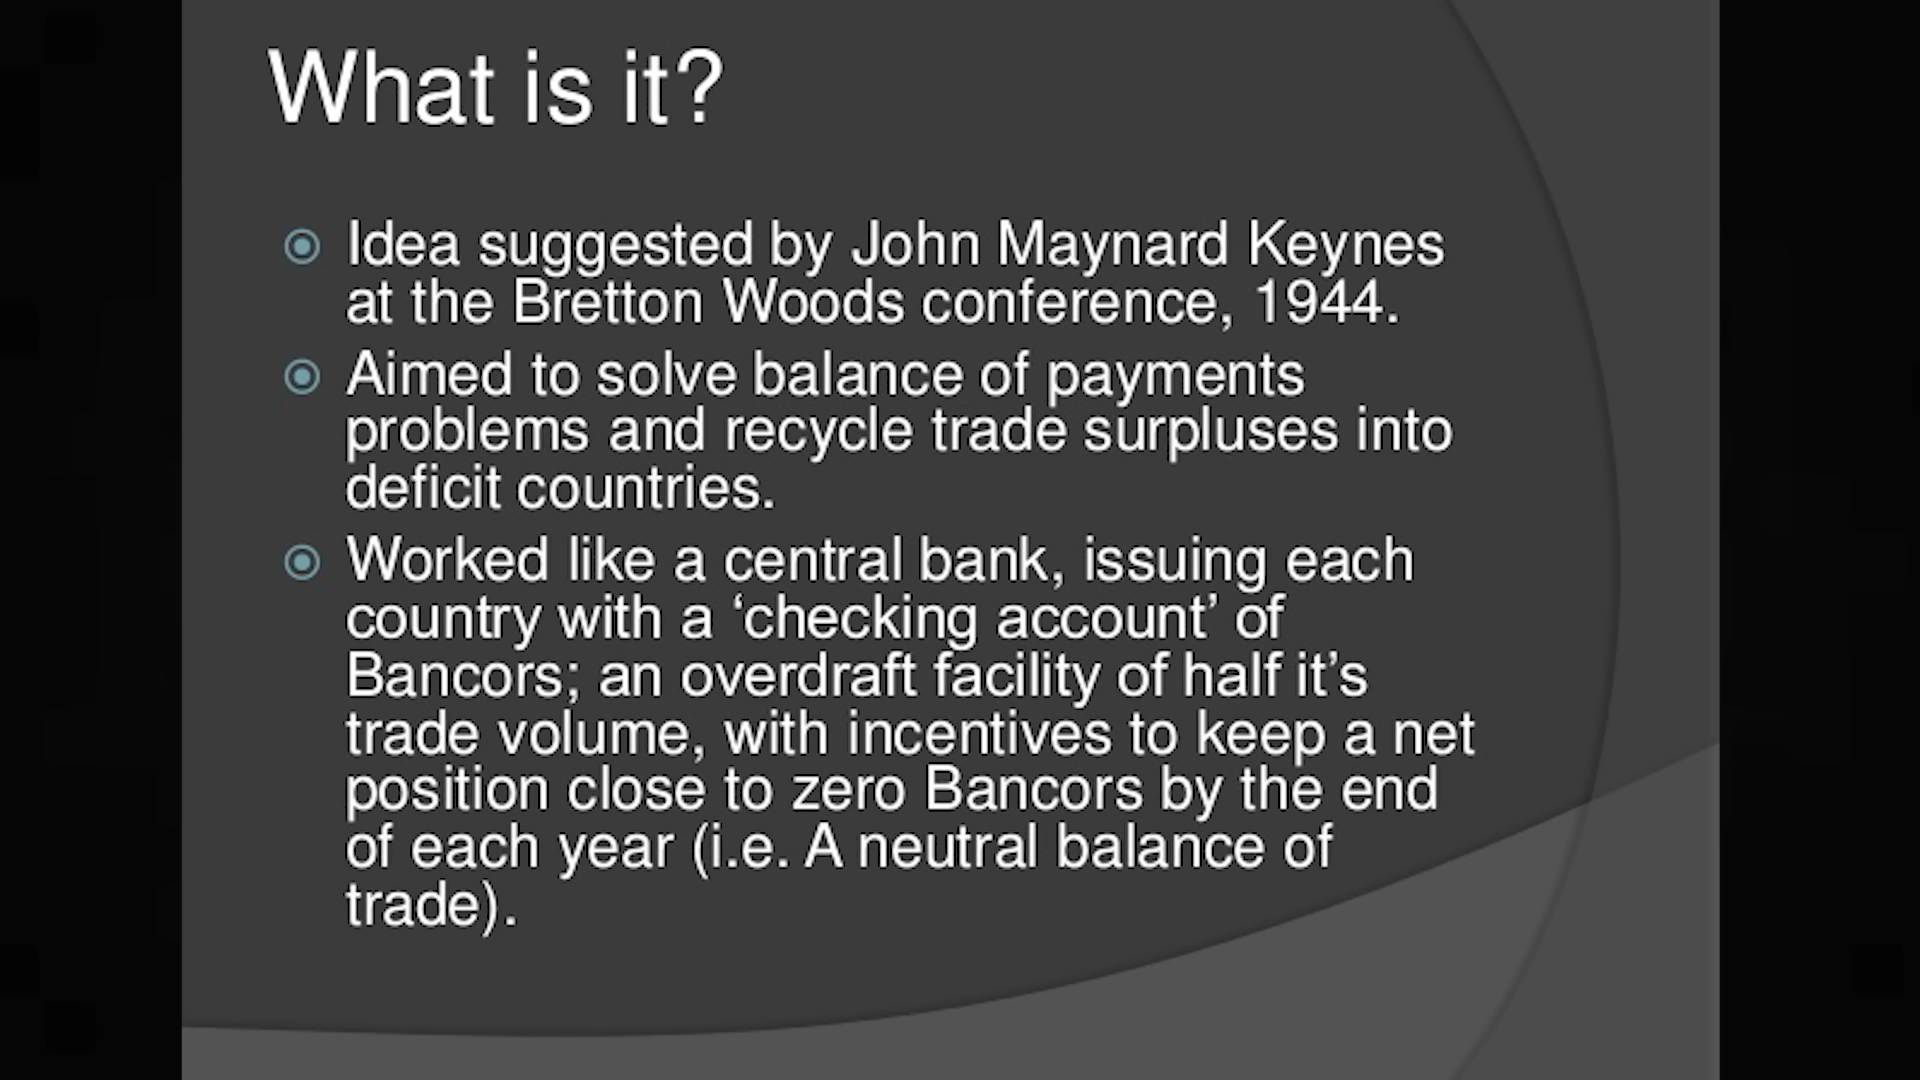 What is it?
Idea suggested by John Maynard Keynes
at the Bretton Woods conference, 1944.
Aimed to solve balance of payments
problems and recycle trade surpluses into
deficit countries.
Worked like a central bank, issuing each
country with a ‘checking account’ of
Bancors; an overdraft facility of half it’s
trade volume, with incentives to keep a net
position close to zero Bancors by the end
of each year (i.e. A neutral balance of
trade).